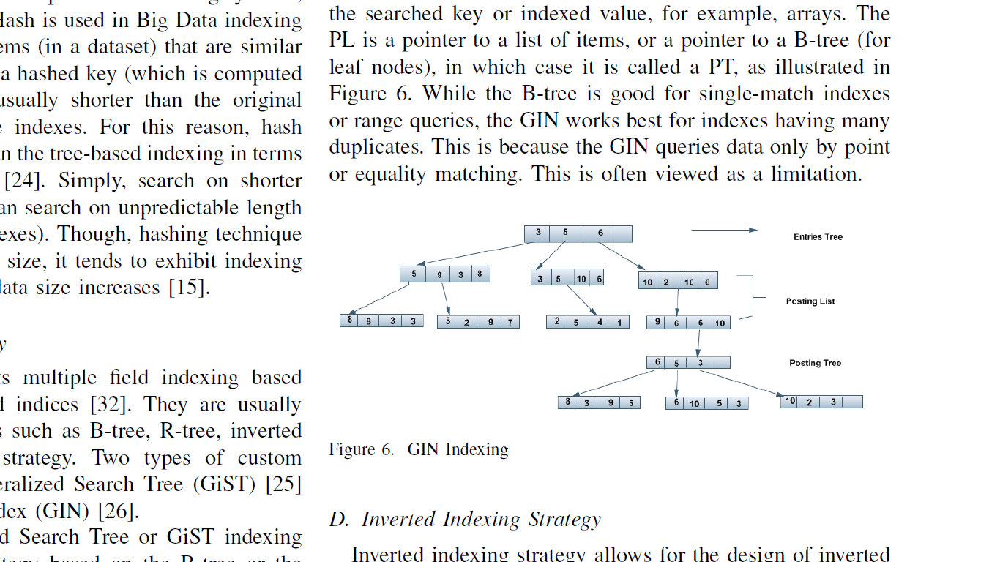 Hash is used in Big Data indexing
ems (in a dataset) that are similar
a hashed key (which is computed
usually shorter than the original
indexes. For this reason, hash
n the tree-based indexing in terms
[24]. Simply, search on shorter
an search on unpredictable length
exes). Though, hashing technique
size, it tends to exhibit indexing
data size increases [15].
y
ts multiple field indexing based
d indices [32]. They are usually
s such as B-tree, R-tree, inverted
strategy. Two types of custom
eralized Search Tree (GiST) [25]
dex (GIN) [26].
d Search Tree or GiST indexing
the searched key or indexed value, for example, arrays. The
PL is a pointer to a list of items, or a pointer to a B-tree (for
leaf nodes), in which case it is called a PT, as illustrated in
Figure 6. While the B-tree is good for single-match indexes
or range queries, the GIN works best for indexes having many
duplicates. This is because the GIN queries data only by point
or equality matching. This is often viewed as a limitation.
3 5 6
Entries Tree
5 9 3 8
3 5 10 6
10 2 10 6
Posting List
8 8 3 3
5 2 9 7
2 5 4 1
9 6 6 10
6 5 3
Posting Tree
8 3 9 5
6 10 5 3
10 2 3
Figure 6. GIN Indexing
D. Inverted Indexing Strategy
Inverted indexing strategy allows for the design of inverted